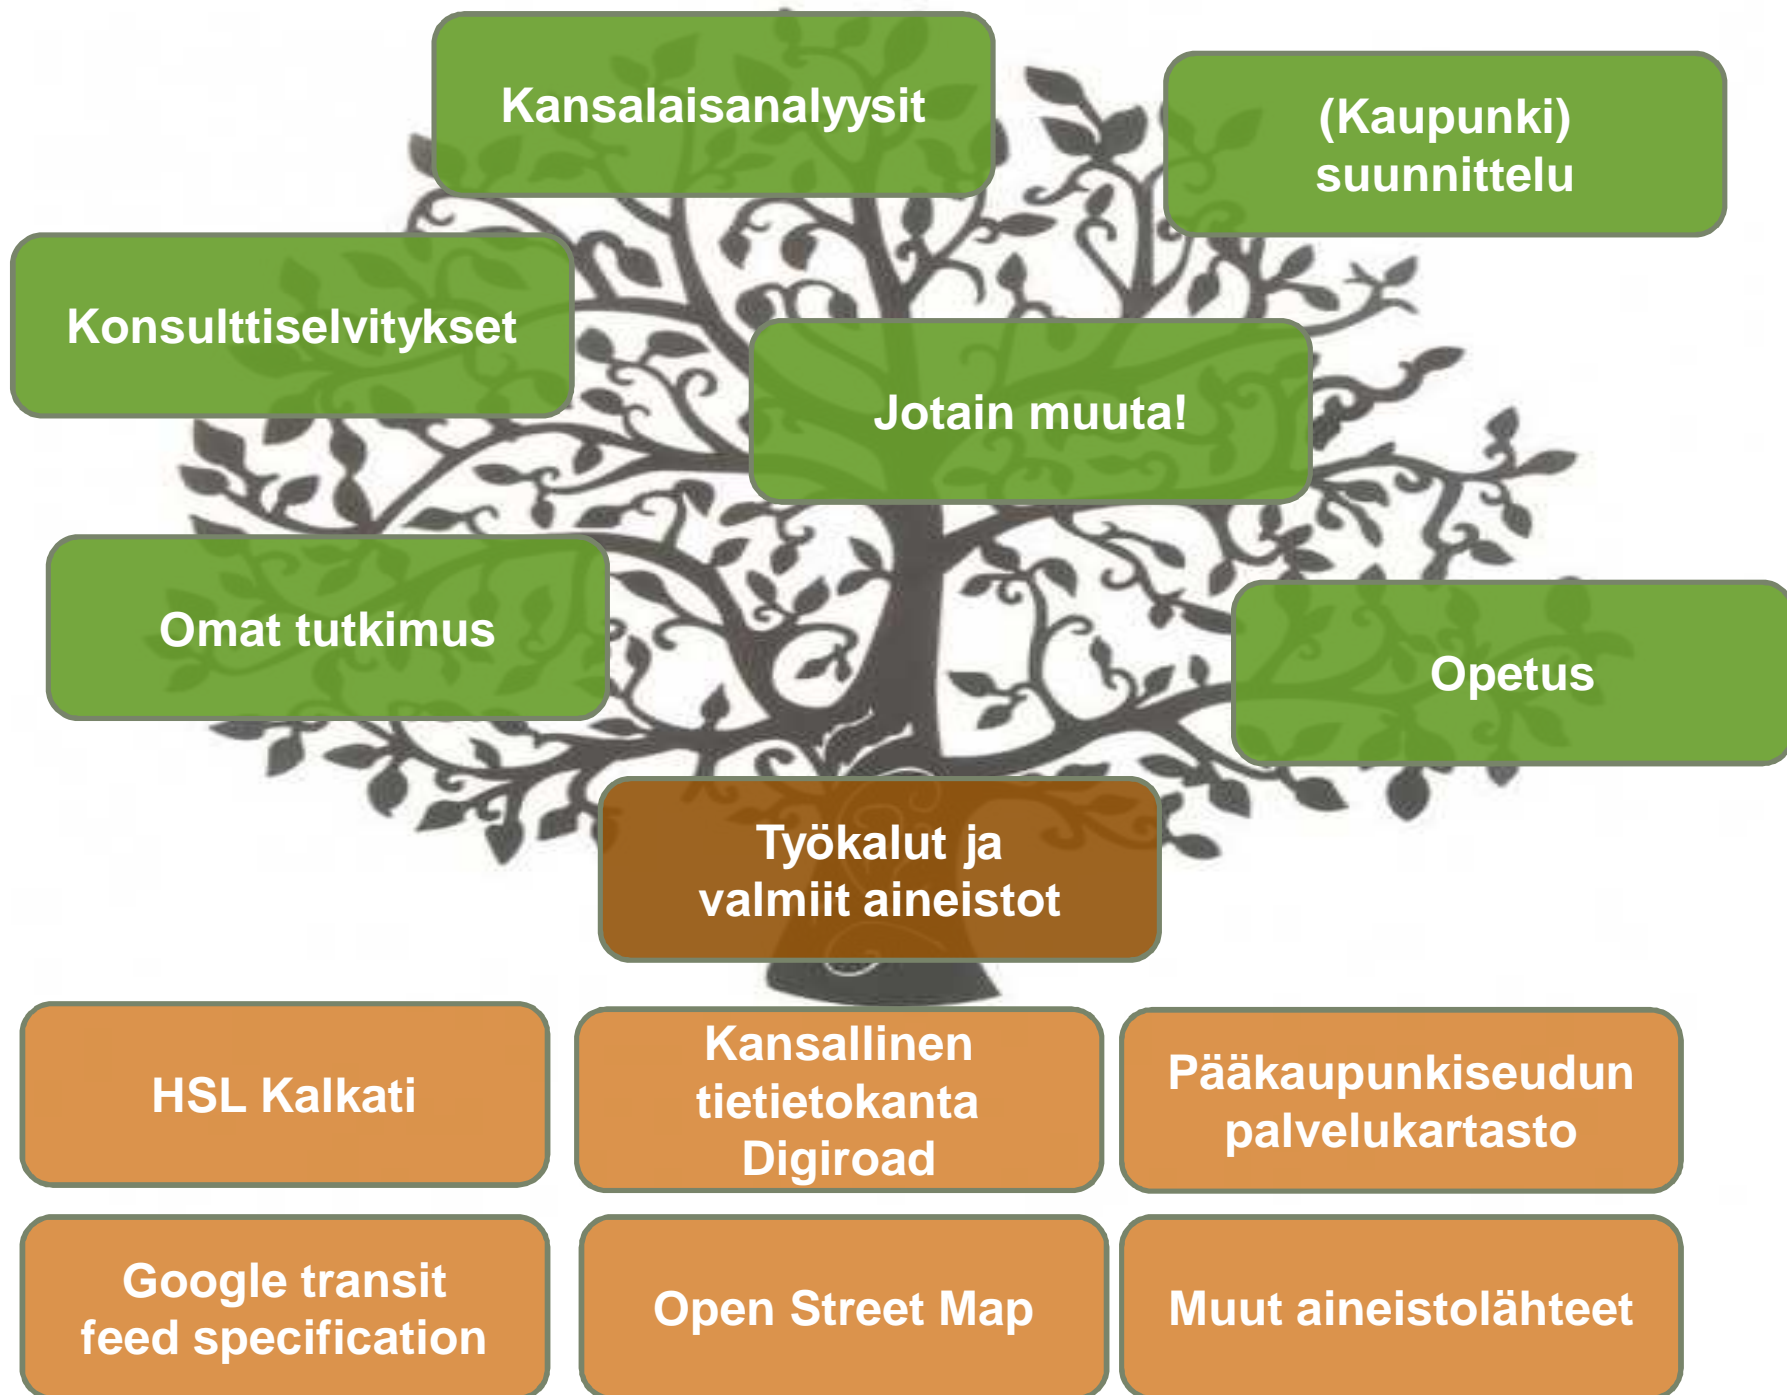 Kansalaisanalyysit
(Kaupunki)
suunnittelu
Konsulttiselvitykset
Jotain muuta!
Omat tutkimus
Opetus
Työkalut ja
valmiit aineistot
HSL Kalkati
Kansallinen
tietietokanta
Digiroad
Pääkaupunkiseudun
palvelukartasto
Google transit
feed specification
Open Street Map
Muut aineistolähteet